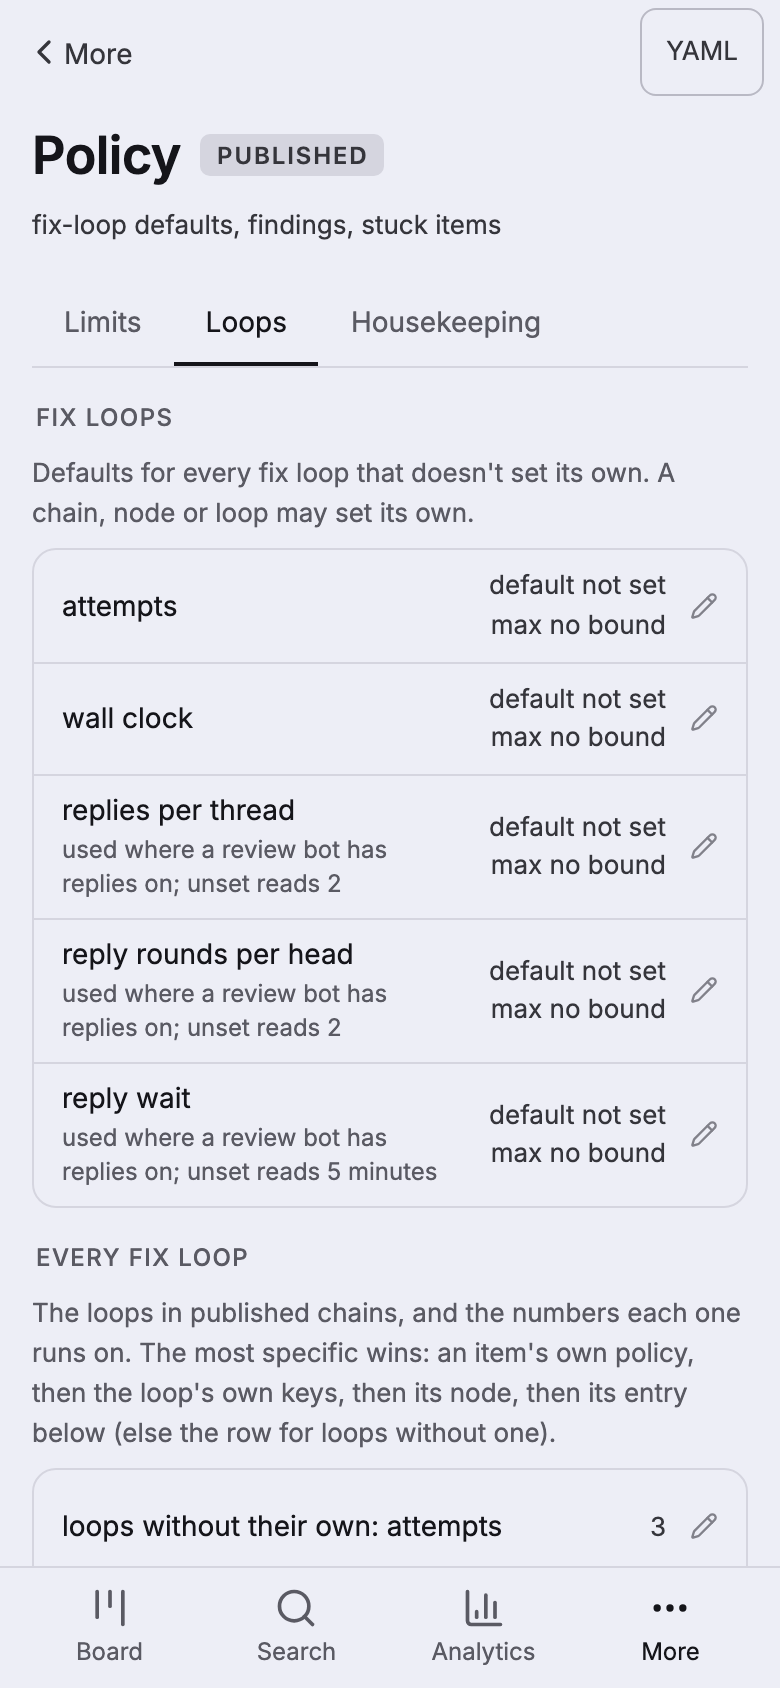 More
YAML
Policy
PUBLISHED
fix-loop defaults, findings, stuck items
Limits
Loops
Housekeeping
FIX LOOPS
Defaults for every fix loop that doesn't set its own. A
chain, node or loop may set its own.
attempts
default not set
max no bound
wall clock
default not set
max no bound
replies per thread
used where a review bot has
replies on; unset reads 2
default not set
max no bound
reply rounds per head
used where a review bot has
replies on; unset reads 2
default not set
max no bound
reply wait
used where a review bot has
replies on; unset reads 5 minutes
default not set
max no bound
EVERY FIX LOOP
The loops in published chains, and the numbers each one
runs on. The most specific wins: an item's own policy,
then the loop's own keys, then its node, then its entry
below (else the row for loops without one).
loops without their own: attempts
3
Board
Search
Analytics
More